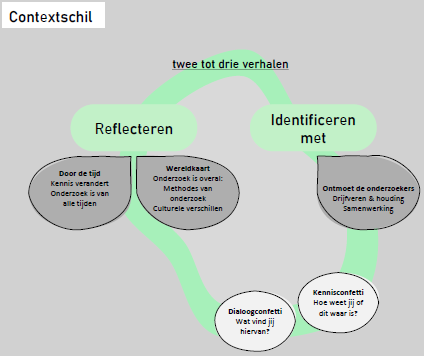 Contextschil
twee tot drie verhalen
Reflecteren
Identificeren
met
Door de tijd
Kennis verandert
Onderzoek is van
alle tijden
Wereldkaart
Onderzoek is overal:
Methodes van
onderzoek
Culturele verschillen
Ontmoet de onderzoekers
Drijfveren & houding
Samenwerking
Dialoogconfetti
Wat vind jij
hiervan?
Kennisconfetti
Hoe weet jij of
dit waar is?